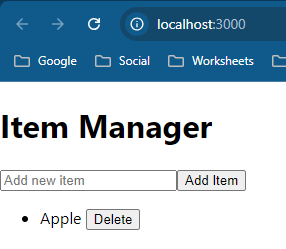 localhost:3000
Google Social Worksheets
Item Manager
Add new item Add Item
Apple Delete